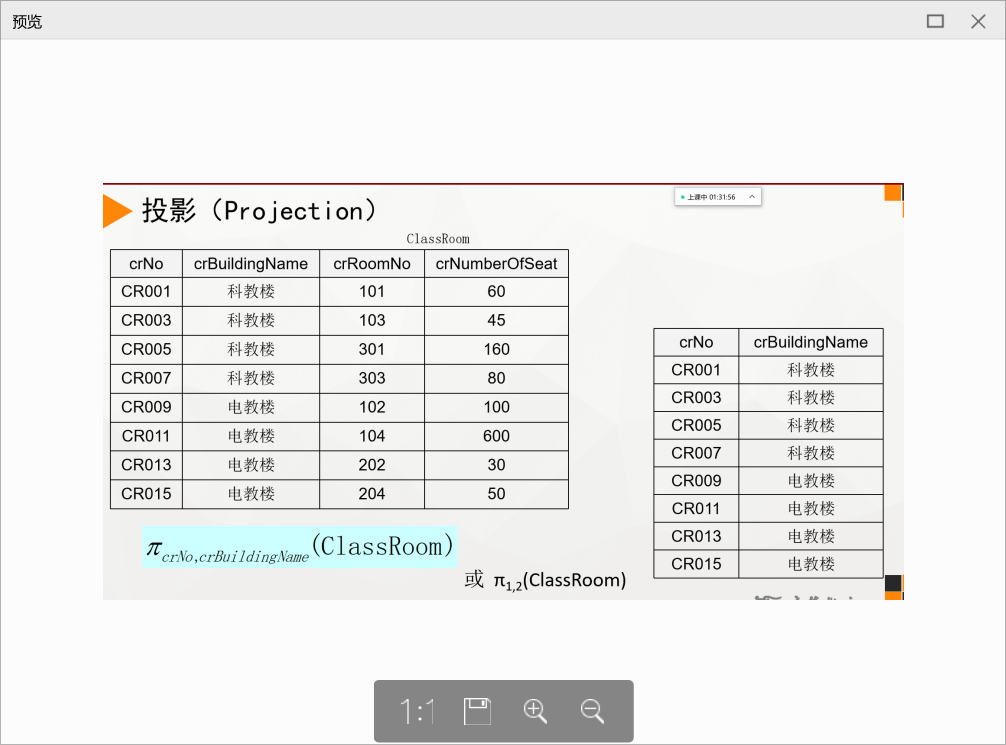 预览
投影（Projection）
上课中 01:31:56
ClassRoom
crNo crBuildingName crRoomNo crNumberOfSeat
CR001 科教楼 101 60
CR003 科教楼 103 45
CR005 科教楼 301 160
CR007 科教楼 303 80
CR009 电教楼 102 100
CR011 电教楼 104 600
CR013 电教楼 202 30
CR015 电教楼 204 50
crNo crBuildingName
CR001 科教楼
CR003 科教楼
CR005 科教楼
CR007 科教楼
CR009 电教楼
CR011 电教楼
CR013 电教楼
CR015 电教楼
π crNo,crBuildingName(ClassRoom)
或 π1,2(ClassRoom)
1:1